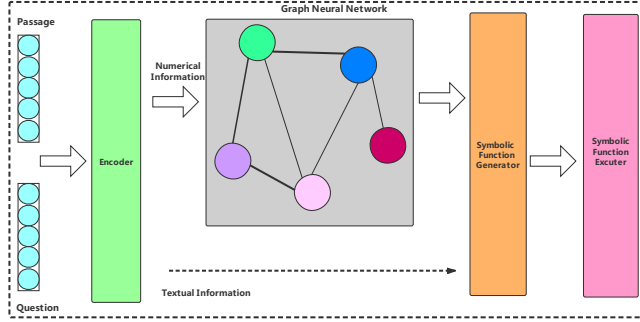 Graph Neural Network
Passage
Numerical
Information
Encoder
Symbolic
Function
Generator
Symbolic
Function
Excuter
Textual Information
Question